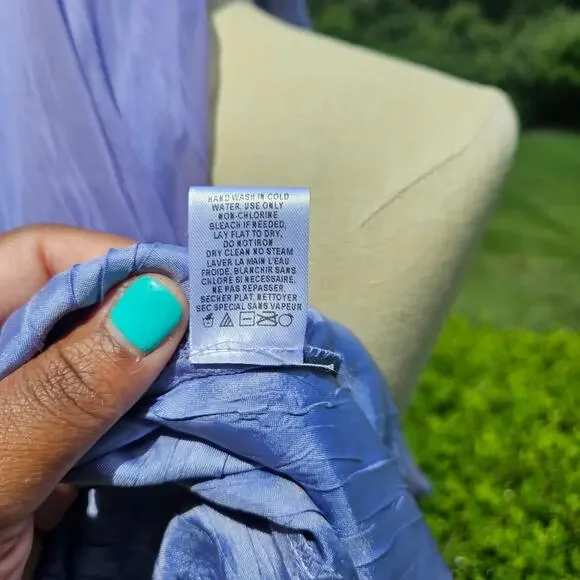 HAND WASH IN COLD
WATER. USE ONLY
NON-CHLORINE
BLEACH IF NEEDED.
LAY FLAT TO DRY.
DO NOT IRON
DRY CLEAN NO STEAM
LAVER LA MAIN L'EAU
FROIDE, BLANCHIR SANS
CHLORE SI NECESSAIRE.
NE PAS REPASSER,
SECHER PLAT, NETTOYER
SEC SPECIAL SANS VAPEUR